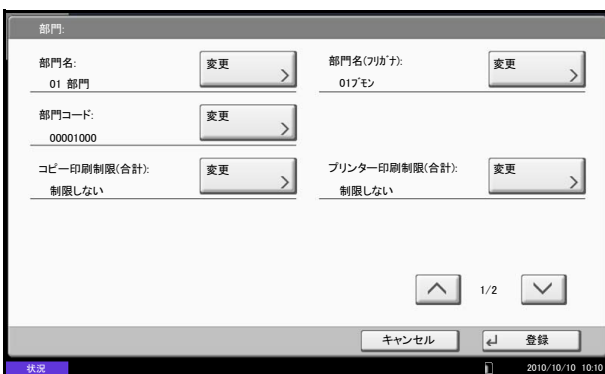 部門:
部門名:
変更
部門名(フリガナ):
変更
01 部門
01ブモン
部門コード:
変更
00001000
コピー印刷制限(合計):
変更
プリンター印刷制限(合計):
変更
制限しない
制限しない
1/2
キャンセル
登録
状況
2010/10/10 10:10